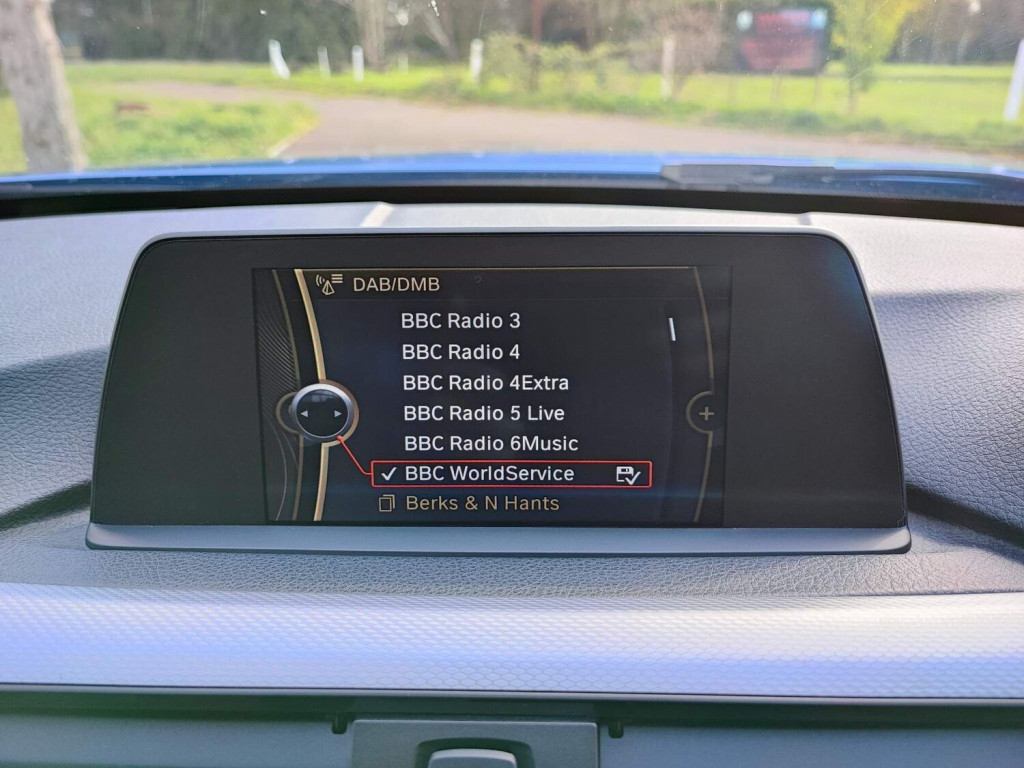 DAB/DMB
BBC Radio 3
BBC Radio 4
BBC Radio 4Extra
BBC Radio 5 Live
BBC Radio 6Music
BBC WorldService
Berks & N Hants